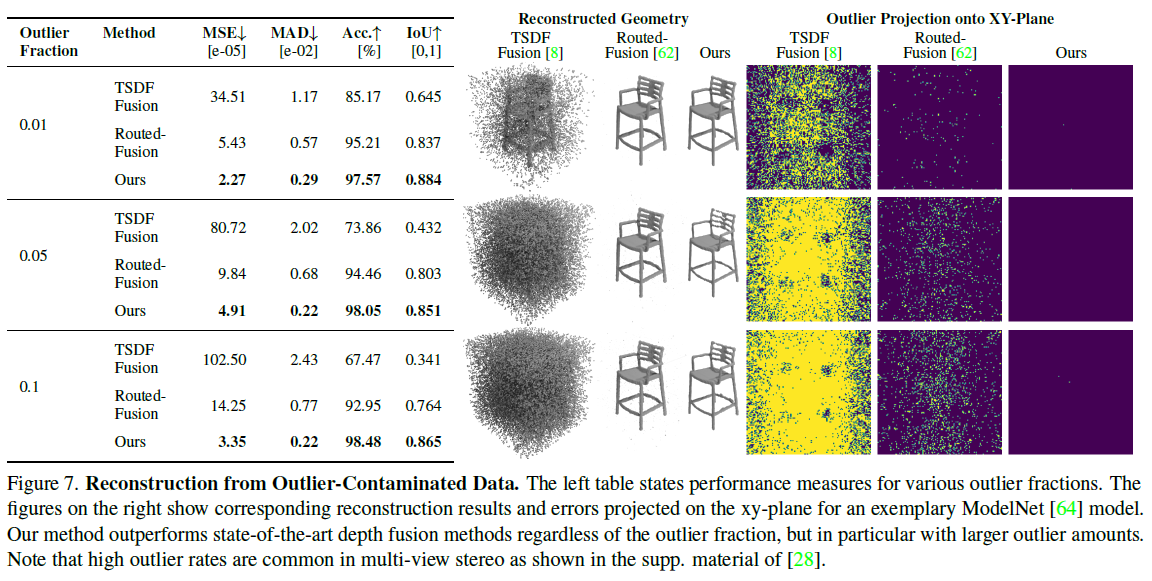 Outlier Fraction Method MSE↓ [e-05] MAD↓ [e-02] Acc.↑ [%] IoU↑ [0,1]
0.01
TSDF Fusion 34.51 1.17 85.17 0.645
Routed-Fusion 5.43 0.57 95.21 0.837
Ours 2.27 0.29 97.57 0.884
0.05
TSDF Fusion 80.72 2.02 73.86 0.432
Routed-Fusion 9.84 0.68 94.46 0.803
Ours 4.91 0.22 98.05 0.851
0.1
TSDF Fusion 102.50 2.43 67.47 0.341
Routed-Fusion 14.25 0.77 92.95 0.764
Ours 3.35 0.22 98.48 0.865
Reconstructed Geometry
TSDF Fusion [8] Routed-Fusion [62] Ours
Outlier Projection onto XY-Plane
TSDF Fusion [8] Routed-Fusion [62] Ours
Figure 7. Reconstruction from Outlier-Contaminated Data. The left table states performance measures for various outlier fractions. The
figures on the right show corresponding reconstruction results and errors projected on the xy-plane for an exemplary ModelNet [64] model.
Our method outperforms state-of-the-art depth fusion methods regardless of the outlier fraction, but in particular with larger outlier amounts.
Note that high outlier rates are common in multi-view stereo as shown in the supp. material of [28].